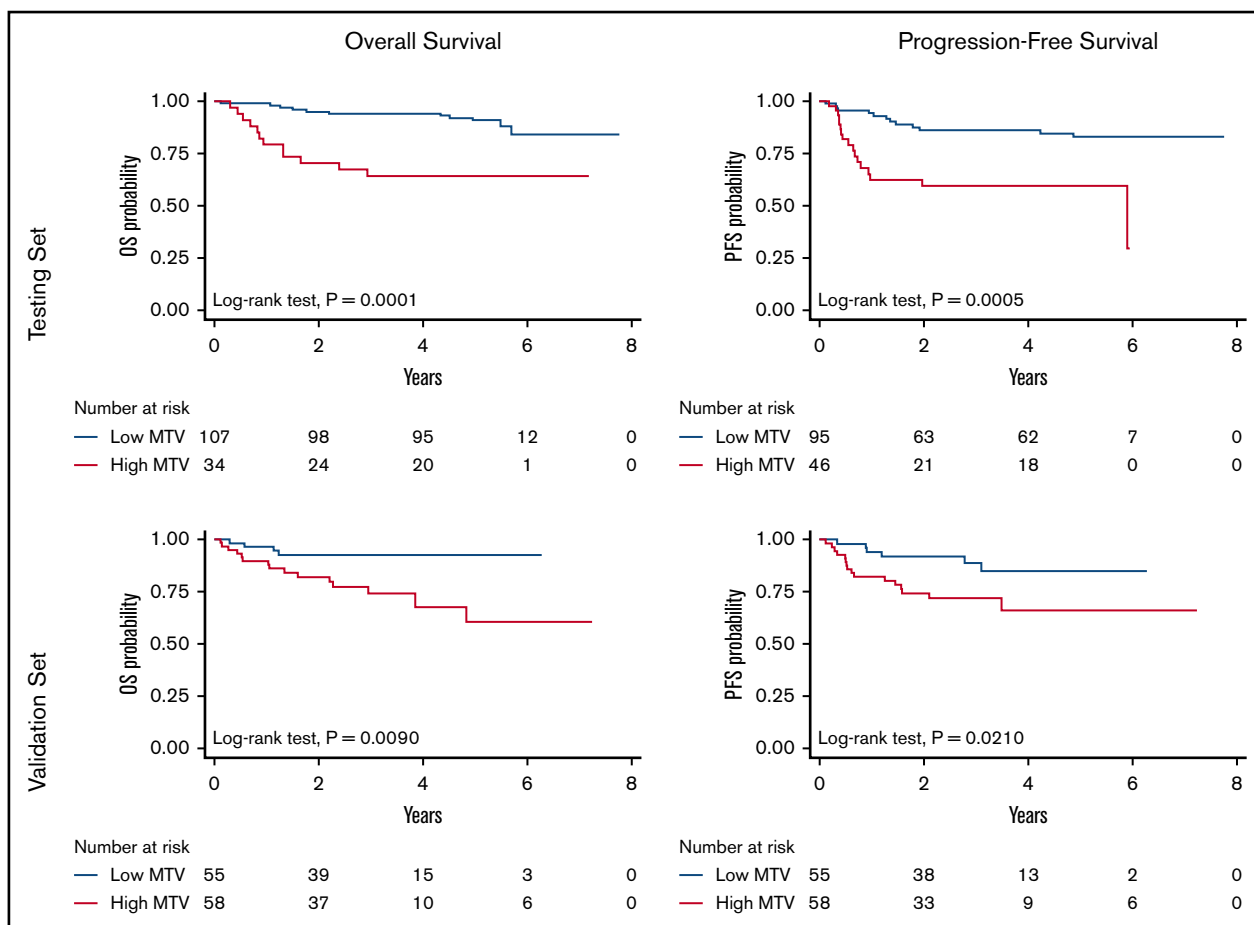 Overall Survival
Progression-Free Survival
Testing Set
1.00
0.75
0.50
0.25
0.00
OS probability
Log-rank test, P = 0.0001
0 2 4 6 8
Years
Number at risk
Low MTV 107 98 95 12 0
High MTV 34 24 20 1 0
1.00
0.75
0.50
0.25
0.00
PFS probability
Log-rank test, P = 0.0005
0 2 4 6 8
Years
Number at risk
Low MTV 95 63 62 7 0
High MTV 46 21 18 0 0
Validation Set
1.00
0.75
0.50
0.25
0.00
OS probability
Log-rank test, P = 0.0090
0 2 4 6 8
Years
Number at risk
Low MTV 55 39 15 3 0
High MTV 58 37 10 6 0
1.00
0.75
0.50
0.25
0.00
PFS probability
Log-rank test, P = 0.0210
0 2 4 6 8
Years
Number at risk
Low MTV 55 38 13 2 0
High MTV 58 33 9 6 0